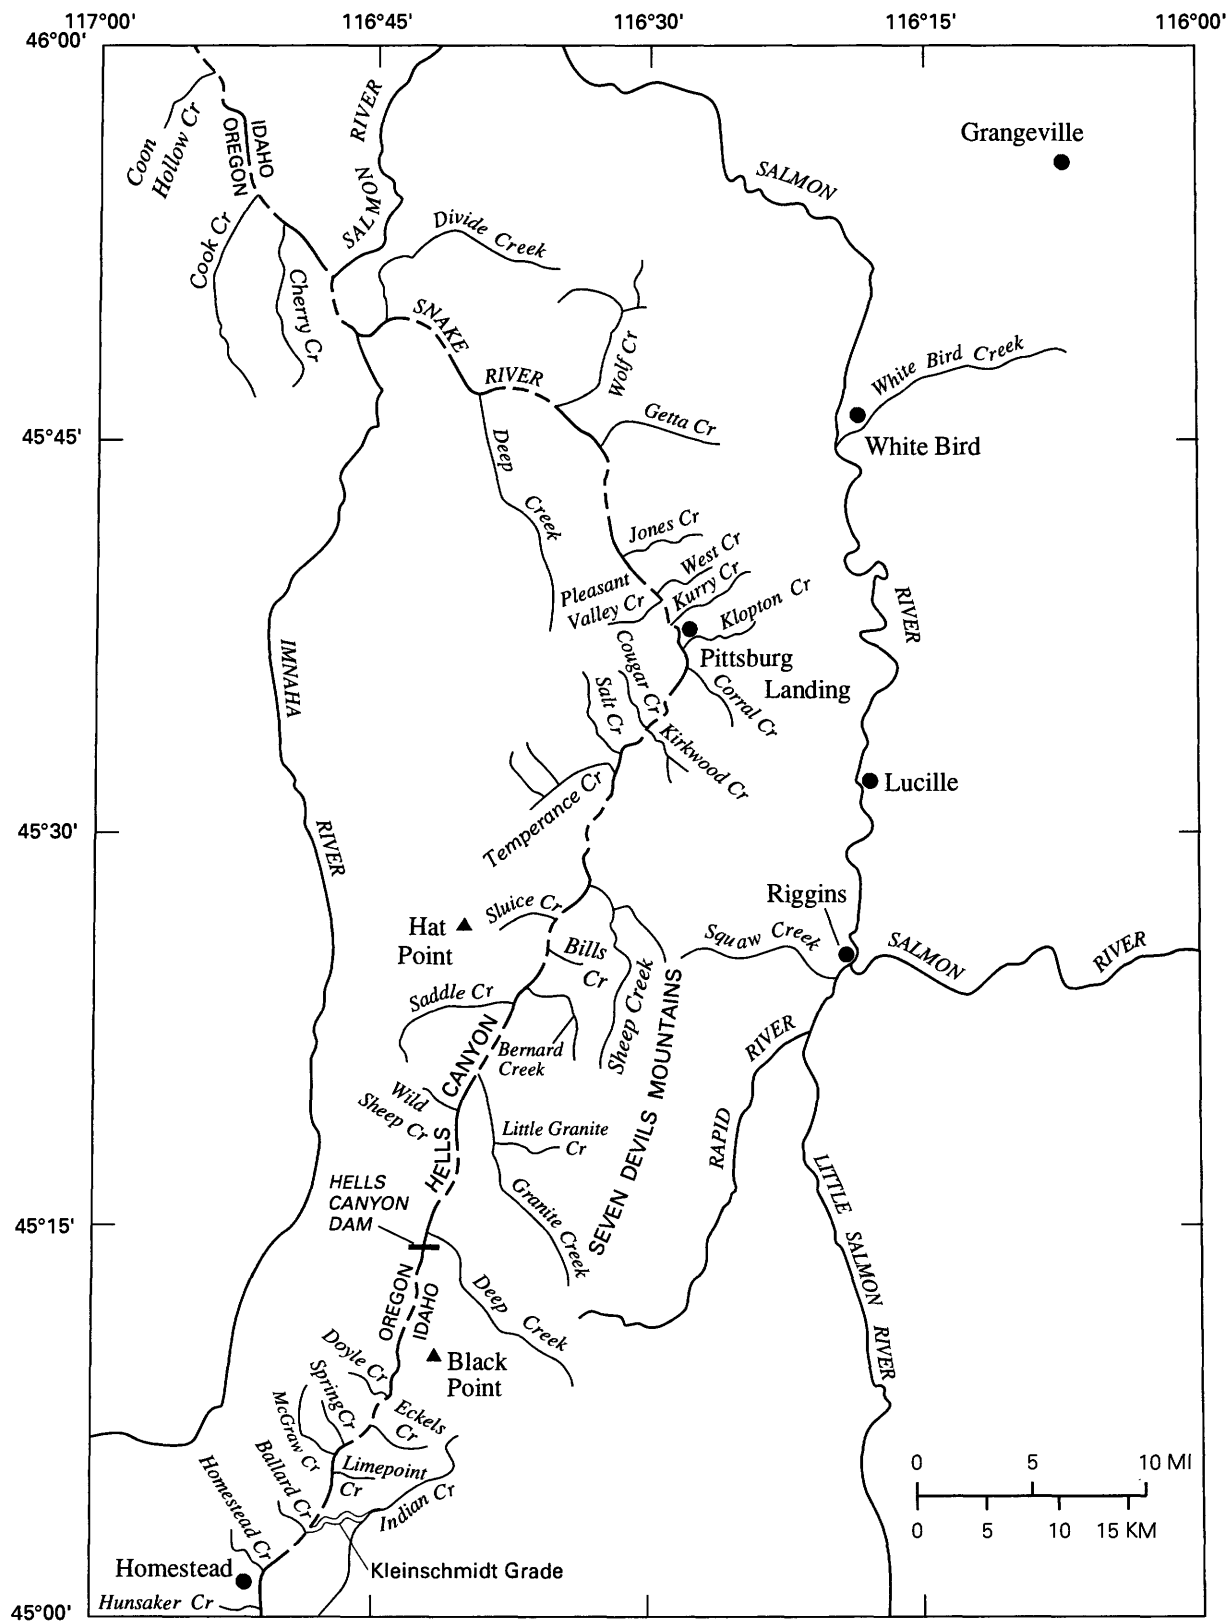 117°00'
116°45'
116°30'
116°15'
116°00'
46°00'
Coon
Hollow Cr
IDAHO
OREGON
SALMON
RIVER
SALMON
Grangeville
Cook Cr
Cherry Cr
Divide Creek
SNAKE
RIVER
Wolf Cr
White Bird Creek
Getta Cr
45°45'
White Bird
Deep
Creek
Jones Cr
West Cr
Pleasant
Valley Cr
Kurry Cr
Klopton Cr
RIVER
IMNAHA
Cougar Cr
Pittsburg
Landing
Salt Cr
Corral Cr
Kirkwood Cr
Lucille
Temperance Cr
45°30'
RIVER
Riggins
Hat
Point
Sluice Cr
Bills
Cr
Squaw Creek
SALMON
RIVER
Sheep Creek
Saddle Cr
CANYON
Bernard
Creek
RIVER
SEVEN DEVILS MOUNTAINS
Wild
Sheep Cr
Little Granite
Cr
RAPID
HELLS
HELLS
CANYON
DAM
Granite Creek
LITTLE SALMON RIVER
45°15'
OREGON
IDAHO
Deep Creek
Doyle Cr
Black
Point
Spring Cr
McGraw Cr
Eckels
Cr
Ballard Cr
Limepoint
Cr
Homestead Cr
Indian Cr
0 5 10 MI
0 5 10 15 KM
Homestead
Kleinschmidt Grade
Hunsaker Cr
45°00'